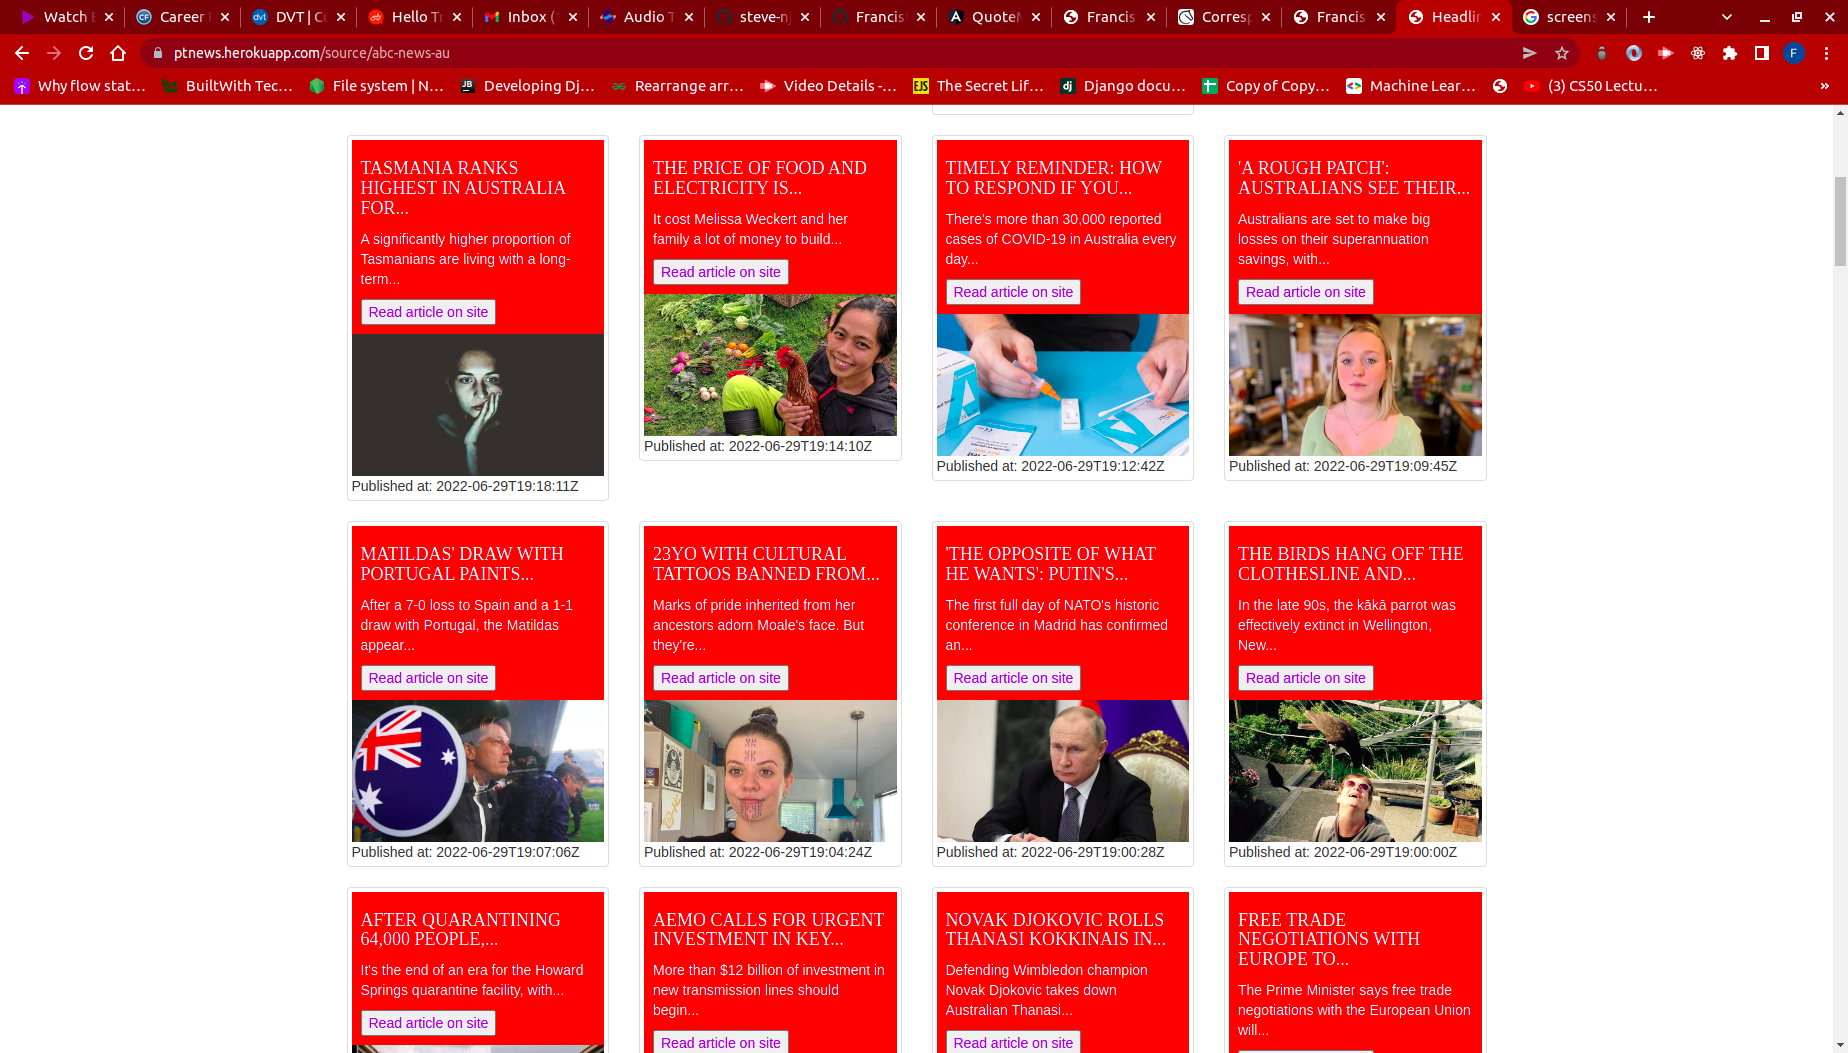 Watch E
Career
DVT | Cu
Hello Tr
Inbox (
Audio T
steve-nj
Francis
QuoteM
Francis
Corresp
Francis
Headlin
screens
ptnews.herokuapp.com/source/abc-news-au
F
Why flow stat...
BuiltWith Tec...
File system | N...
Developing Dj...
Rearrange arr...
Video Details -...
The Secret Lif...
Django docu...
Copy of Copy...
Machine Lear...
(3) CS50 Lectu...
»
TASMANIA RANKS
HIGHEST IN AUSTRALIA
FOR...
A significantly higher proportion of
Tasmanians are living with a long-
term...
Read article on site
Published at: 2022-06-29T19:18:11Z
THE PRICE OF FOOD AND
ELECTRICITY IS...
It cost Melissa Weckert and her
family a lot of money to build...
Read article on site
Published at: 2022-06-29T19:14:10Z
TIMELY REMINDER: HOW
TO RESPOND IF YOU...
There's more than 30,000 reported
cases of COVID-19 in Australia every
day...
Read article on site
Published at: 2022-06-29T19:12:42Z
'A ROUGH PATCH':
AUSTRALIANS SEE THEIR...
Australians are set to make big
losses on their superannuation
savings, with...
Read article on site
Published at: 2022-06-29T19:09:45Z
MATILDAS' DRAW WITH
PORTUGAL PAINTS...
After a 7-0 loss to Spain and a 1-1
draw with Portugal, the Matildas
appear...
Read article on site
Published at: 2022-06-29T19:07:06Z
23YO WITH CULTURAL
TATTOOS BANNED FROM...
Marks of pride inherited from her
ancestors adorn Moale's face. But
they're...
Read article on site
Published at: 2022-06-29T19:04:24Z
'THE OPPOSITE OF WHAT
HE WANTS': PUTIN'S...
The first full day of NATO's historic
conference in Madrid has confirmed
an...
Read article on site
Published at: 2022-06-29T19:00:28Z
THE BIRDS HANG OFF THE
CLOTHESLINE AND...
In the late 90s, the kākā parrot was
effectively extinct in Wellington,
New...
Read article on site
Published at: 2022-06-29T19:00:00Z
AFTER QUARANTINING
64,000 PEOPLE,...
It's the end of an era for the Howard
Springs quarantine facility, with...
Read article on site
AEMO CALLS FOR URGENT
INVESTMENT IN KEY...
More than $12 billion of investment in
new transmission lines should
begin...
Read article on site
NOVAK DJOKOVIC ROLLS
THANASI KOKKINAIS IN...
Defending Wimbledon champion
Novak Djokovic takes down
Australian Thanasi...
Read article on site
FREE TRADE
NEGOTIATIONS WITH
EUROPE TO...
The Prime Minister says free trade
negotiations with the European Union
will...